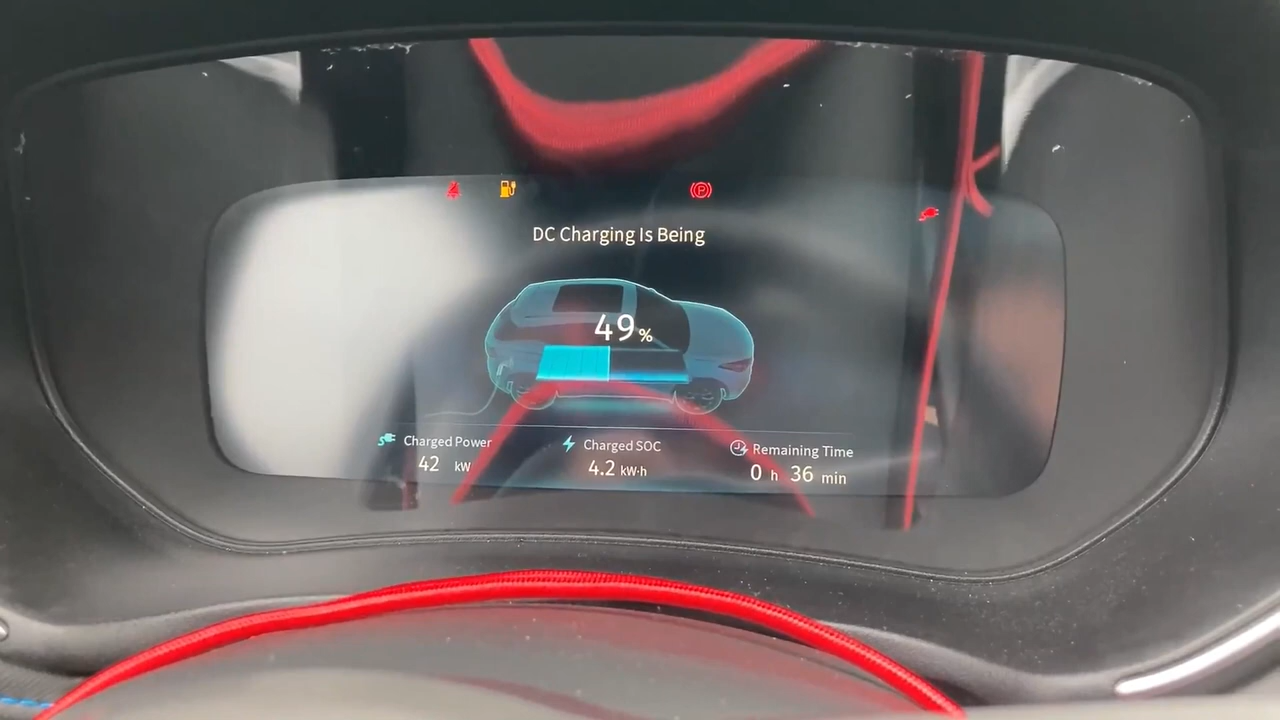 DC Charging Is Being
49%
Charged Power
42 kW
Charged SOC
4.2 kW·h
Remaining Time
0 h 36 min